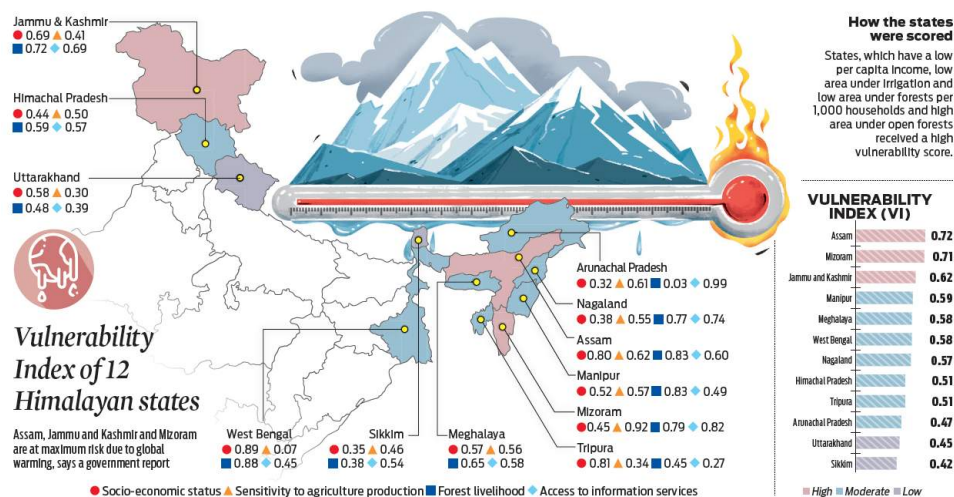 Jammu & Kashmir
0.69 0.41
0.72 0.69
Himachal Pradesh
0.44 0.50
0.59 0.57
Uttarakhand
0.58 0.30
0.48 0.39
Vulnerability
Index of 12
Himalayan states
Assam, Jammu and Kashmir and Mizoram
are at maximum risk due to global
warming, says a government report
West Bengal
0.89 0.07
0.88 0.45
Sikkim
0.35 0.46
0.38 0.54
Meghalaya
0.57 0.56
0.65 0.58
Arunachal Pradesh
0.32 0.61 0.03 0.99
Nagaland
0.38 0.55 0.77 0.74
Assam
0.80 0.62 0.83 0.60
Manipur
0.52 0.57 0.83 0.49
Mizoram
0.45 0.92 0.79 0.82
Tripura
0.81 0.34 0.45 0.27
Socio-economic status Sensitivity to agriculture production Forest livelihood Access to information services
How the states
were scored
States, which have a low
per capita income, low
area under irrigation and
low area under forests per
1,000 households and high
area under open forests
received a high
vulnerability score.
VULNERABILITY
INDEX (VI)
Assam 0.72
Mizoram 0.71
Jammu and Kashmir 0.62
Manipur 0.59
Meghalaya 0.58
West Bengal 0.58
Nagaland 0.57
Himachal Pradesh 0.51
Tripura 0.51
Arunachal Pradesh 0.47
Uttarakhand 0.45
Sikkim 0.42
High Moderate Low